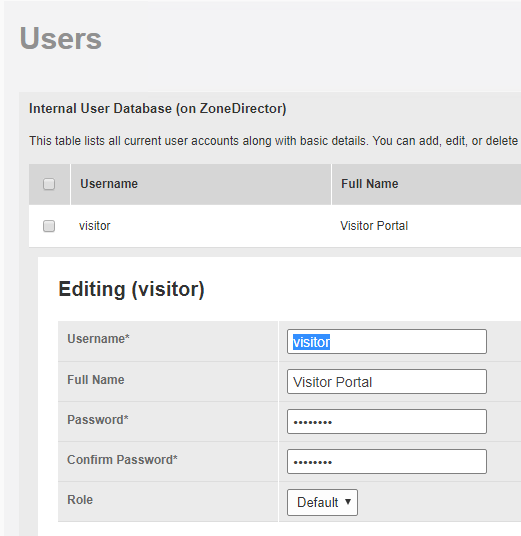 Users
Internal User Database (on ZoneDirector)
This table lists all current user accounts along with basic details. You can add, edit, or delete
Username Full Name
visitor Visitor Portal
Editing (visitor)
Username* visitor
Full Name Visitor Portal
Password* ••••••••
Confirm Password* ••••••••
Role Default